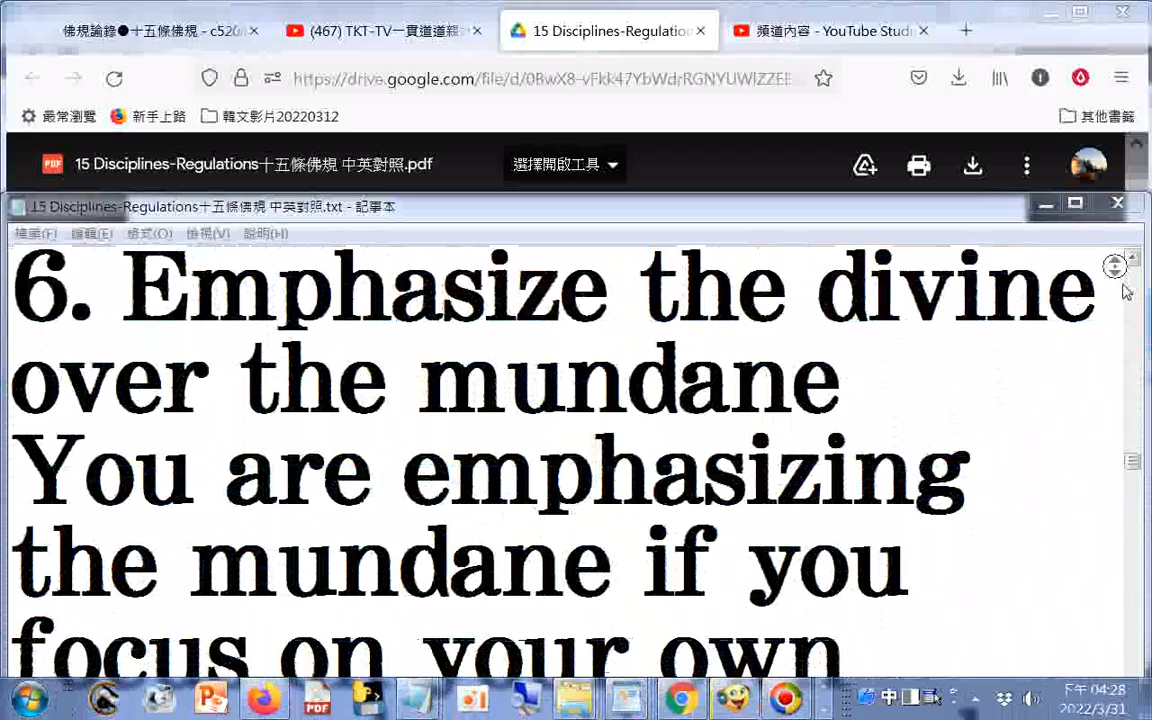 佛規論錄●十五條佛規 - c520
(467) TKT-TV一貫道道親
15 Disciplines-Regulation
頻道內容 - YouTube Stud
https://drive.google.com/file/d/0BwX8-vFkk47YbWdrRGNYUWlZZEE
最常瀏覽 新手上路 韓文影片20220312 其他書籤
PDF 15 Disciplines-Regulations十五條佛規 中英對照.pdf 選擇開啟工具
15 Disciplines-Regulations十五條佛規 中英對照.txt - 記事本
檔案(F) 編輯(E) 格式(O) 檢視(V) 說明(H)
6. Emphasize the divine
over the mundane
You are emphasizing
the mundane if you
focus on your own
中
下午 04:28
2022/3/31